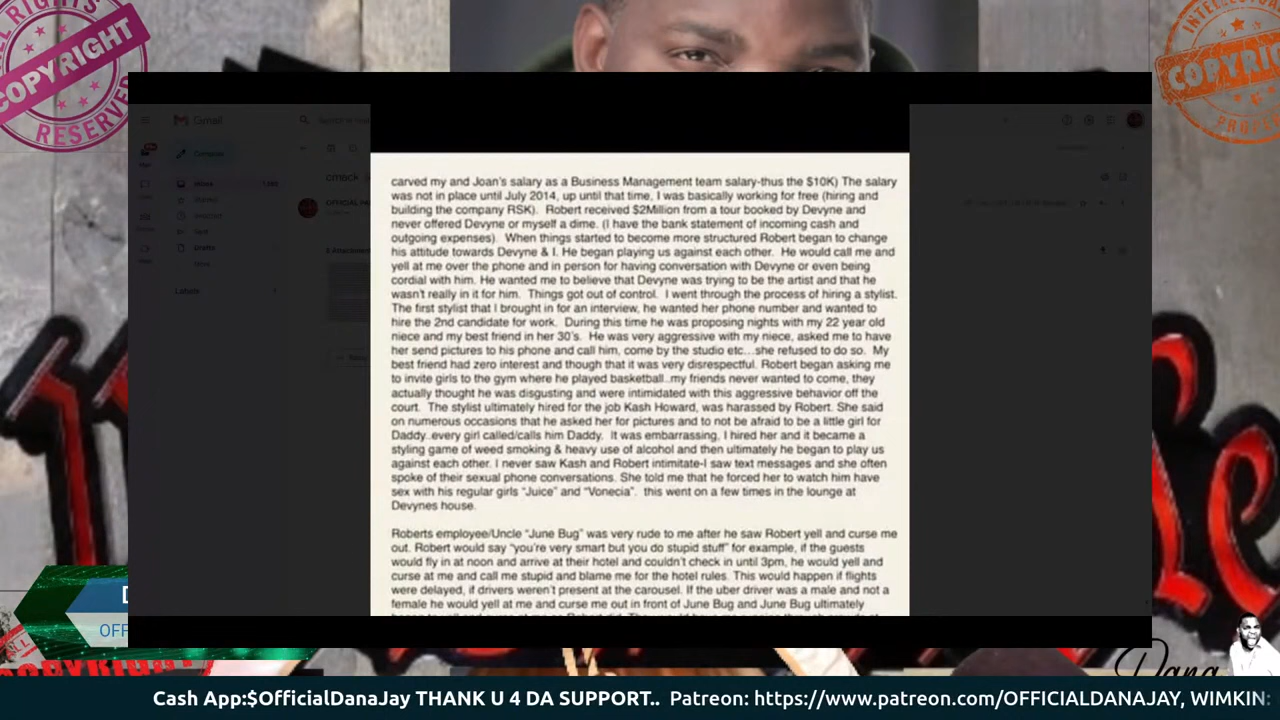 ALL RIGHTS
COPYRIGHT
RESERVED
INTELLECTUAL
COPYRIGHT
PROPERTY
Gmail
Compose
Inbox
Drafts
Labels
carved my and Joan's salary as a Business Management team salary-thus the $10K) The salary
was not in place until July 2014, up until that time, I was basically working for free (hiring and
building the company RSK). Robert received $2Million from a tour booked by Devyne and
never offered Devyne or myself a dime. (I have the bank statement of incoming cash and
outgoing expenses). When things started to become more structured Robert began to change
his attitude towards Devyne & I. He began playing us against each other. He would call me and
yell at me over the phone and in person for having conversation with Devyne or even being
cordial with him. He wanted me to believe that Devyne was trying to be the artist and that he
wasn't really in it for him. Things got out of control. I went through the process of hiring a stylist.
The first stylist that I brought in for an interview, he wanted her phone number and wanted to
hire the 2nd candidate for work. During this time he was proposing nights with my 22 year old
niece and my best friend in her 30's. He was very aggressive with my niece, asked me to have
her send pictures to his phone and call him, come by the studio etc...she refused to do so. My
best friend had zero interest and though that it was very disrespectful. Robert began asking me
to invite girls to the gym where he played basketball..my friends never wanted to come, they
actually thought he was disgusting and were intimidated with this aggressive behavior off the
court. The stylist ultimately hired for the job Kash Howard, was harassed by Robert. She said
on numerous occasions that he asked her for pictures and to not be afraid to be a little girl for
Daddy..every girl called/calls him Daddy. It was embarrassing, I hired her and it became a
styling game of weed smoking & heavy use of alcohol and then ultimately he began to play us
against each other. I never saw Kash and Robert intimitate-I saw text messages and she often
spoke of their sexual phone conversations. She told me that he forced her to watch him have
sex with his regular girls "Juice" and "Vonecia". this went on a few times in the lounge at
Devynes house.
Roberts employee/Uncle "June Bug" was very rude to me after he saw Robert yell and curse me
out. Robert would say "you're very smart but you do stupid stuff" for example, if the guests
would fly in at noon and arrive at their hotel and couldn't check in until 3pm, he would yell and
curse at me and call me stupid and blame me for the hotel rules. This would happen if flights
were delayed, if drivers weren't present at the carousel. If the uber driver was a male and not a
female he would yell at me and curse me out in front of June Bug and June Bug ultimately
D
OFF
COPYRIGHT
Dana
Cash App:$OfficialDanaJay THANK U 4 DA SUPPORT.. Patreon: https://www.patreon.com/OFFICIALDANAJAY, WIMKIN: